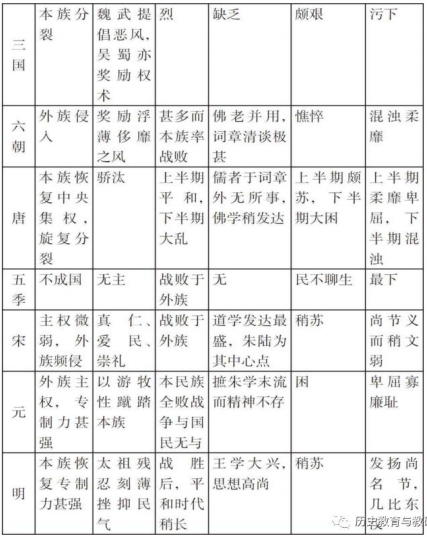 三
国
本族分
裂
魏武提
倡恶风，
吴蜀亦
奖励权
术
烈
缺乏
颇艰
污下
六
朝
外族侵
入
奖励浮
薄侈靡
之风
甚多而
本族率
战败
佛老并用，
词章清谈极
甚
憔悴
混浊柔
靡
唐
本族恢
复中央
集权，
旋复分
裂
骄汰
上半期
平和，
下半期
大乱
儒者于词章
外无所事，
佛学稍发达
上半期颇
苏，下半
期大困
上半期
柔靡卑
屈，下
半期混
浊
五
季
不成国
无主
战败于
外族
无
民不聊生
最下
宋
主权微
弱，外
族频侵
真仁、
爱民、
崇礼
战败于
外族
道学发达最
盛，朱陆为
其中心点
稍苏
尚节义
而稍文
弱
元
外族主
权，专
制力甚
强
以游牧
性蹴踏
本族
本民族
全败战
争与国
民无与
摭朱学末流
而精神不存
困
卑屈寡
廉耻
明
本族恢
复专制
力甚强
太祖残
忍刻薄
挫抑民
气
战胜
后，平
和时代
稍长
王学大兴，
思想高尚
稍苏
发扬尚
名节，
几比东
历史教育与教